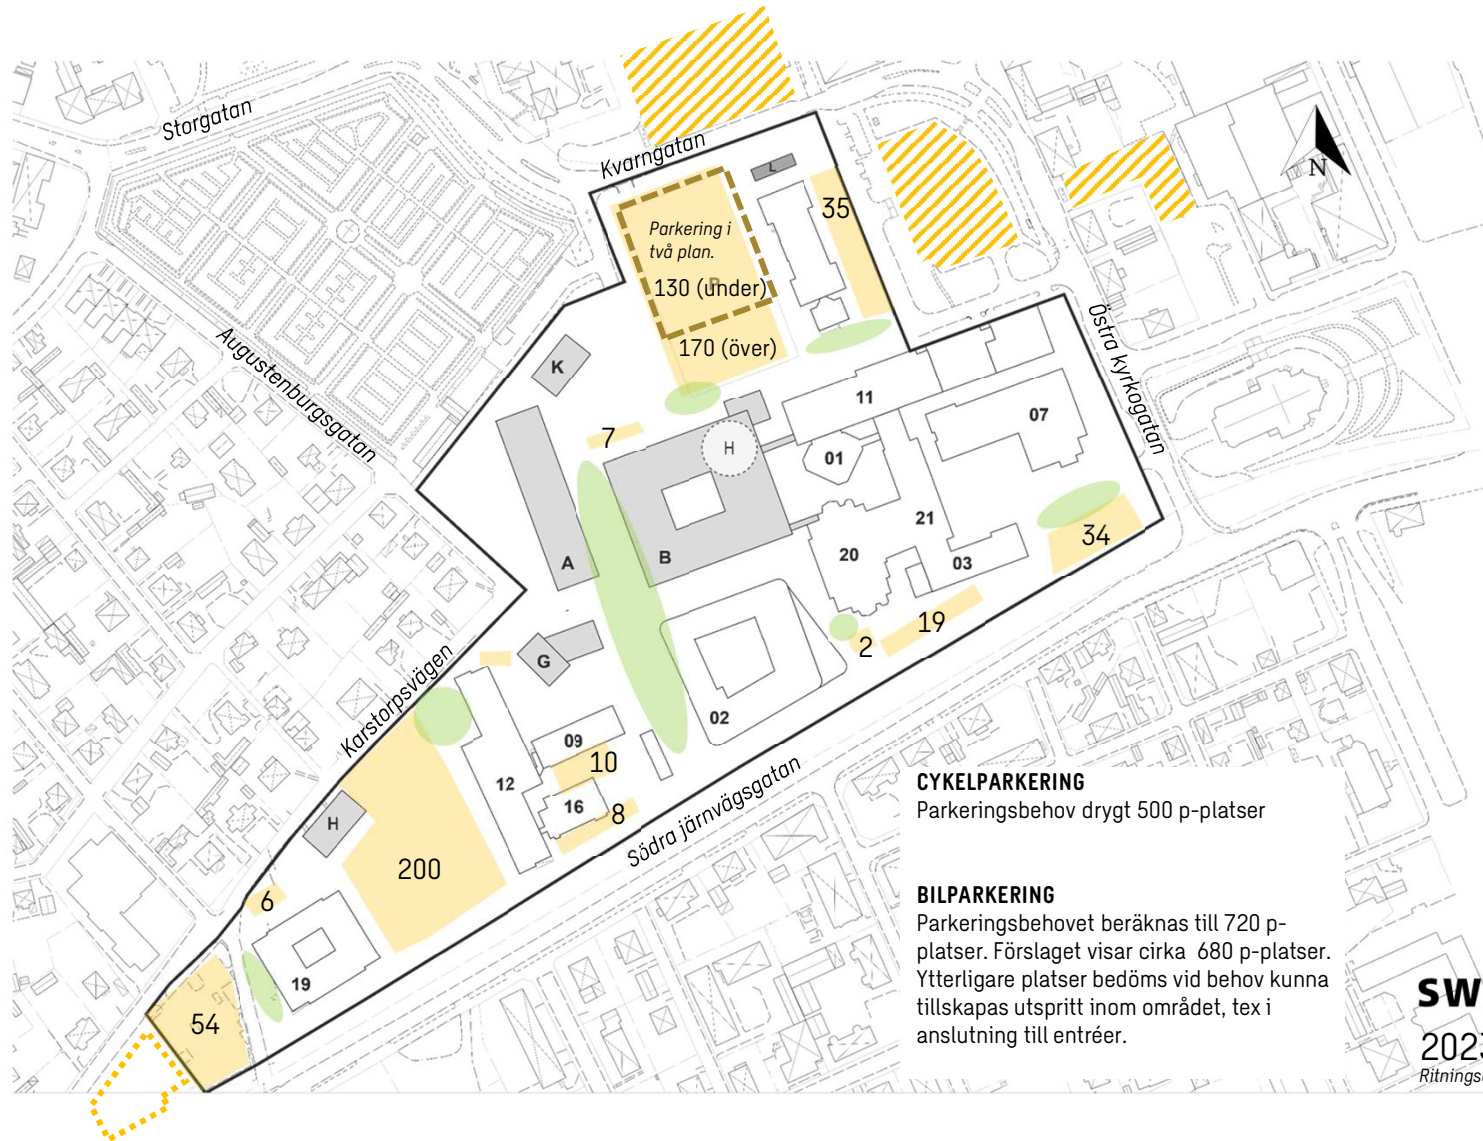 Storgatan
Kvarngatan
L
35
N
Parkering i
två plan.
P
130 (under)
170 (över)
Östra kyrkogatan
Augustenburgsgatan
K
11
07
7
H
01
21
34
A
B
20
03
19
2
G
Karstorpsvägen
02
09
10
12
16
8
Södra järnvägsgatan
H
200
6
19
54
CYKELPARKERING
Parkeringsbehov drygt 500 p-platser
BILPARKERING
Parkeringsbehovet beräknas till 720 p-
platser. Förslaget visar cirka 680 p-platser.
Ytterligare platser bedöms vid behov kunna
tillskapas utspritt inom området, tex i
anslutning till entréer.
SW
202
Ritnings